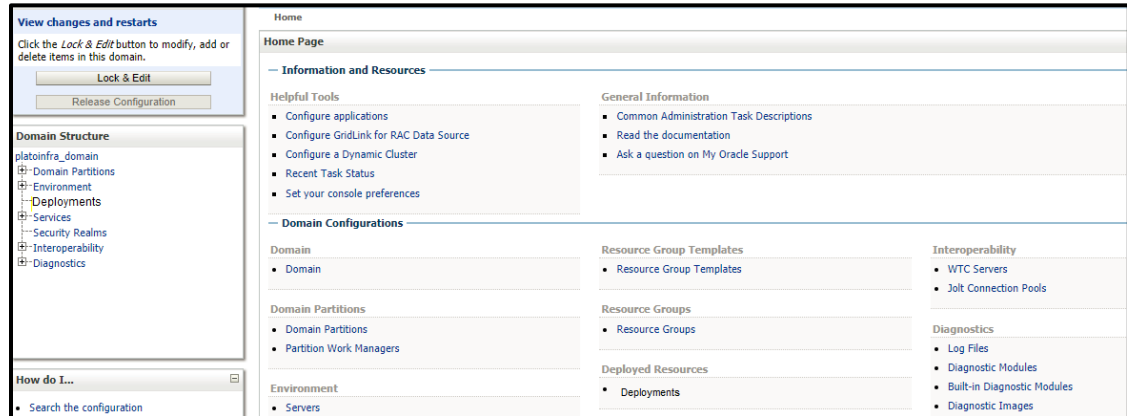 View changes and restarts
Click the Lock & Edit button to modify, add or
delete items in this domain.
Lock & Edit
Release Configuration
Domain Structure
platoinfra_domain
Domain Partitions
Environment
Deployments
Services
Security Realms
Interoperability
Diagnostics
How do I...
Search the configuration
Home
Home Page
Information and Resources
Helpful Tools
Configure applications
Configure GridLink for RAC Data Source
Configure a Dynamic Cluster
Recent Task Status
Set your console preferences
General Information
Common Administration Task Descriptions
Read the documentation
Ask a question on My Oracle Support
Domain Configurations
Domain
Domain
Domain Partitions
Domain Partitions
Partition Work Managers
Environment
Servers
Resource Group Templates
Resource Group Templates
Resource Groups
Resource Groups
Deployed Resources
Deployments
Interoperability
WTC Servers
Jolt Connection Pools
Diagnostics
Log Files
Diagnostic Modules
Built-in Diagnostic Modules
Diagnostic Images